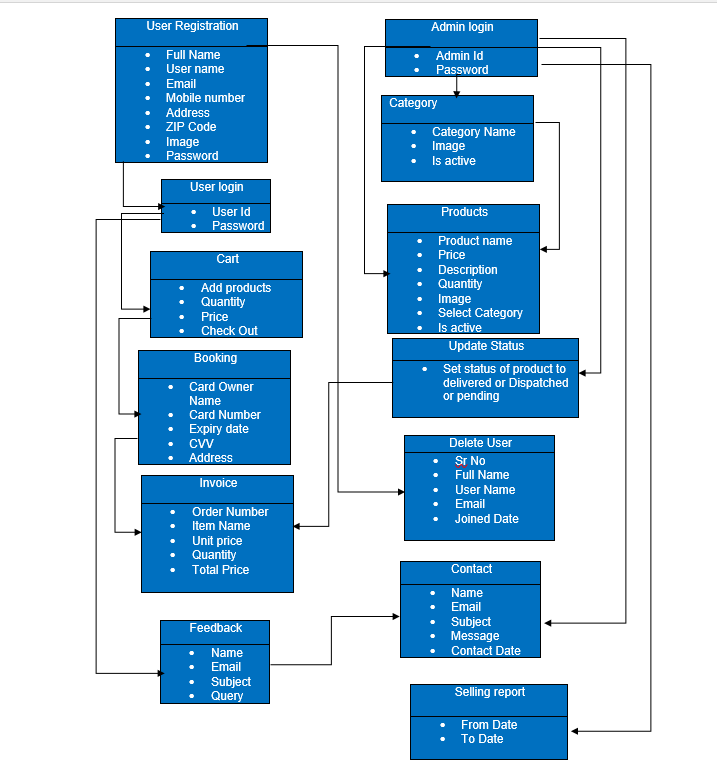 User Registration
Full Name
User name
Email
Mobile number
Address
ZIP Code
Image
Password
User login
User Id
Password
Cart
Add products
Quantity
Price
Check Out
Booking
Card Owner
Name
Card Number
Expiry date
CVV
Address
Invoice
Order Number
Item Name
Unit price
Quantity
Total Price
Feedback
Name
Email
Subject
Query
Admin login
Admin Id
Password
Category
Category Name
Image
Is active
Products
Product name
Price
Description
Quantity
Image
Select Category
Is active
Update Status
Set status of product to
delivered or Dispatched
or pending
Delete User
Sr No
Full Name
User Name
Email
Joined Date
Contact
Name
Email
Subject
Message
Contact Date
Selling report
From Date
To Date